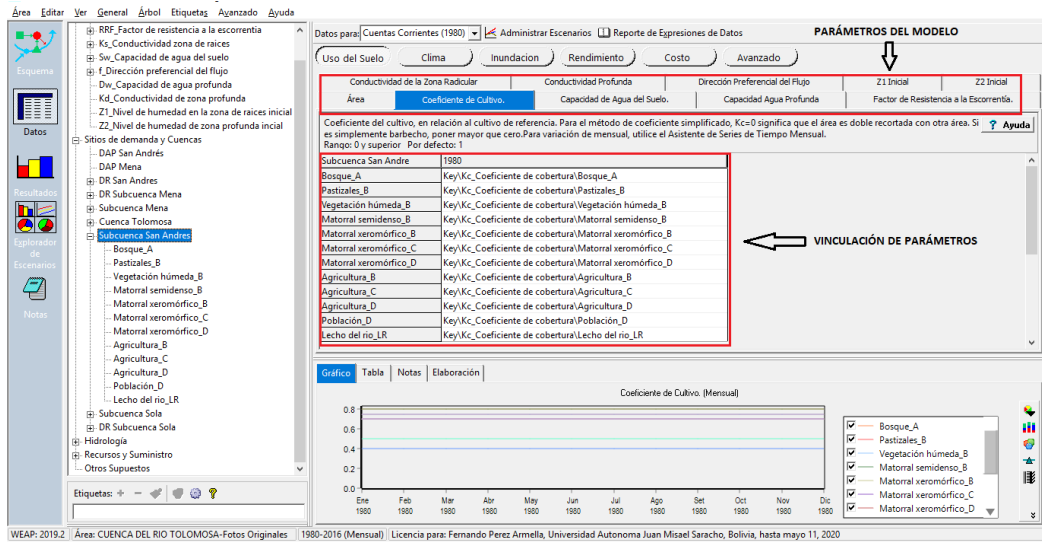 Área Editar Ver General Árbol Etiquetas Avanzado Ayuda
Esquema
Datos
Resultados
Explorador
de
Escenarios
Notas
RRF_Factor de resistencia a la escorrentia
Ks_Conductividad zona de raices
Sw_Capacidad de agua del suelo
f_Dirección preferencial del flujo
Dw_Capacidad de agua profunda
Kd_Conductividad de zona profunda
Z1_Nivel de humedad en la zona de raices inicial
Z2_Nivel de humedad de zona profunda incial
Sitios de demanda y Cuencas
DAP San Andrés
DAP Mena
DR San Andres
DR Subcuenca Mena
Subcuenca Mena
Cuenca Tolomosa
Subcuenca San Andres
Bosque_A
Pastizales_B
Vegetación húmeda_B
Matorral semidenso_B
Matorral xeromórfico_B
Matorral xeromórfico_C
Matorral xeromórfico_D
Agricultura_B
Agricultura_C
Agricultura_D
Población_D
Lecho del rio_LR
Subcuenca Sola
DR Subcuenca Sola
Hidrología
Recursos y Suministro
Otros Supuestos
Etiquetas:
Datos para: Cuentas Corrientes (1980) Administrar Escenarios Reporte de Expresiones de Datos
PARÁMETROS DEL MODELO
Uso del Suelo Clima Inundacion Rendimiento Costo Avanzado
Conductividad de la Zona Radicular Conductividad Profunda Dirección Preferencial del Flujo Z1 Inicial Z2 Inicial
Área Coeficiente de Cultivo. Capacidad de Agua del Suelo. Capacidad Agua Profunda Factor de Resistencia a la Escorrentía.
Coeficiente del cultivo, en relación al cultivo de referencia. Para el método de coeficiente simplificado, Kc=0 significa que el área es doble recortada con otra área. Si
es simplemente barbecho, poner mayor que cero.Para variación de mensual, utilice el Asistente de Series de Tiempo Mensual.
Rango: 0 y superior Por defecto: 1
? Ayuda
Subcuenca San Andre 1980
Bosque_A Key\Kc_Coeficiente de cobertura\Bosque_A
Pastizales_B Key\Kc_Coeficiente de cobertura\Pastizales_B
Vegetación húmeda_B Key\Kc_Coeficiente de cobertura\Vegetación húmeda_B
Matorral semidenso_B Key\Kc_Coeficiente de cobertura\Matorral semidenso_B
Matorral xeromórfico_B Key\Kc_Coeficiente de cobertura\Matorral xeromórfico_B
Matorral xeromórfico_C Key\Kc_Coeficiente de cobertura\Matorral xeromórfico_C
Matorral xeromórfico_D Key\Kc_Coeficiente de cobertura\Matorral xeromórfico_D
Agricultura_B Key\Kc_Coeficiente de cobertura\Agricultura_B
Agricultura_C Key\Kc_Coeficiente de cobertura\Agricultura_C
Agricultura_D Key\Kc_Coeficiente de cobertura\Agricultura_D
Población_D Key\Kc_Coeficiente de cobertura\Población_D
Lecho del rio_LR Key\Kc_Coeficiente de cobertura\Lecho del rio_LR
VINCULACIÓN DE PARÁMETROS
Gráfico Tabla Notas Elaboración
Coeficiente de Cultivo. (Mensual)
0.8
0.6
0.4
0.2
0.0
Ene Feb Mar Abr May Jun Jul Ago Set Oct Nov Dic
1980 1980 1980 1980 1980 1980 1980 1980 1980 1980 1980 1980
Bosque_A
Pastizales_B
Vegetación húmeda_B
Matorral semidenso_B
Matorral xeromórfico_B
Matorral xeromórfico_C
Matorral xeromórfico_D
WEAP: 2019.2 Área: CUENCA DEL RIO TOLOMOSA-Fotos Originales 1980-2016 (Mensual) Licencia para: Fernando Perez Armella, Universidad Autonoma Juan Misael Saracho, Bolivia, hasta mayo 11, 2020